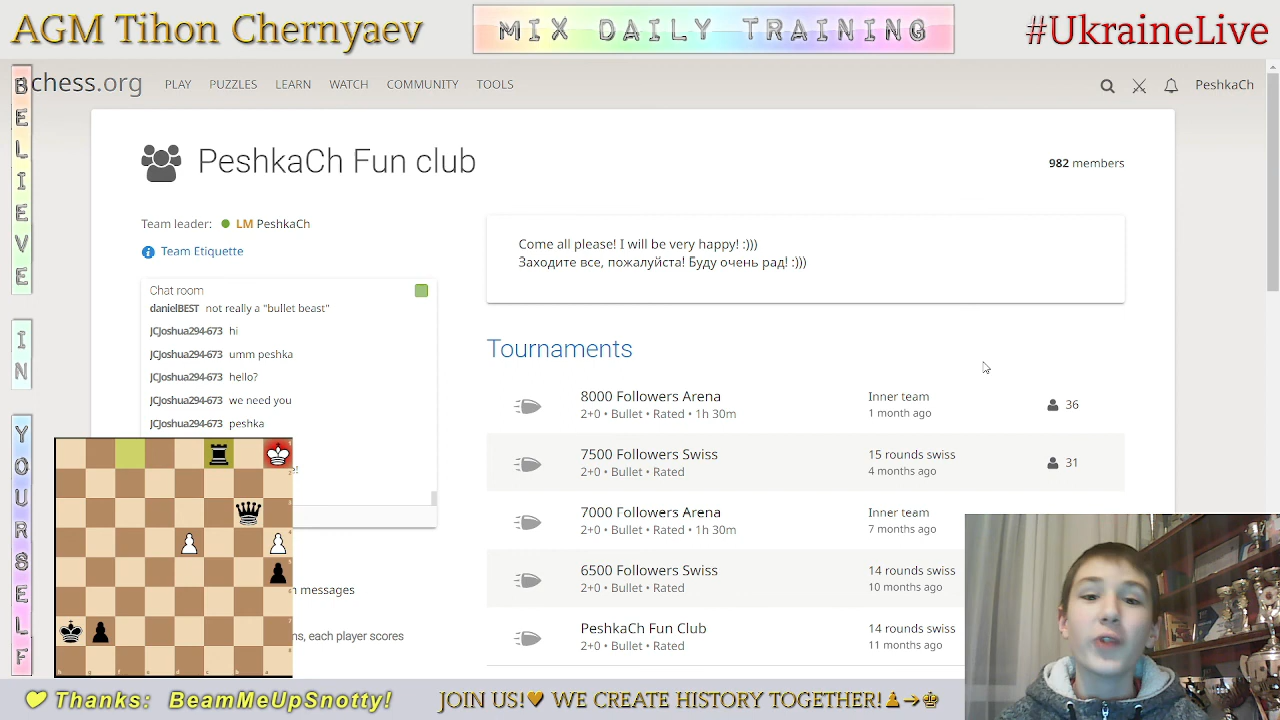 AGM Tihon Chernyaev
MIX DAILY TRAINING
#UkraineLive
chess.org
PLAY
PUZZLES
LEARN
WATCH
COMMUNITY
TOOLS
PeshkaCh
BELIEVE
IN
YOURSELF
PeshkaCh Fun club
982 members
Team leader: LM PeshkaCh
Team Etiquette
Come all please! I will be very happy! :)))
Заходите все, пожалуйста! Буду очень рад! :)))
Chat room
danielBEST not really a "bullet beast"
JCJoshua294-673 hi
JCJoshua294-673 umm peshka
JCJoshua294-673 hello?
JCJoshua294-673 we need you
JCJoshua294-673 peshka
messages
ns, each player scores
Tournaments
8000 Followers Arena
2+0 • Bullet • Rated • 1h 30m
Inner team
1 month ago
36
7500 Followers Swiss
2+0 • Bullet • Rated
15 rounds swiss
4 months ago
31
7000 Followers Arena
2+0 • Bullet • Rated • 1h 30m
Inner team
7 months ago
6500 Followers Swiss
2+0 • Bullet • Rated
14 rounds swiss
10 months ago
PeshkaCh Fun Club
2+0 • Bullet • Rated
14 rounds swiss
11 months ago
Thanks: BeamMeUpSnotty!
JOIN US! WE CREATE HISTORY TOGETHER!